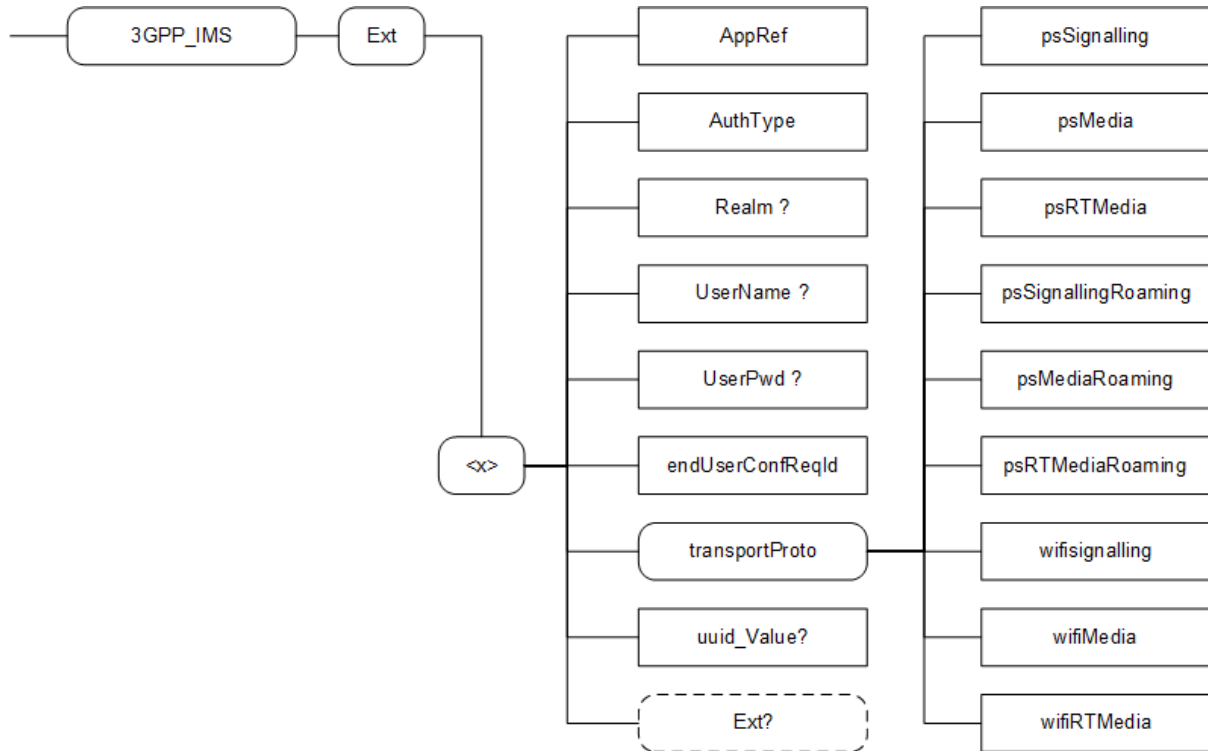 3GPP_IMS
Ext
<x>
AppRef
AuthType
Realm ?
UserName ?
UserPwd ?
endUserConfReqId
transportProto
uuid_Value?
Ext?
psSignalling
psMedia
psRTMedia
psSignallingRoaming
psMediaRoaming
psRTMediaRoaming
wifisignalling
wifiMedia
wifiRTMedia